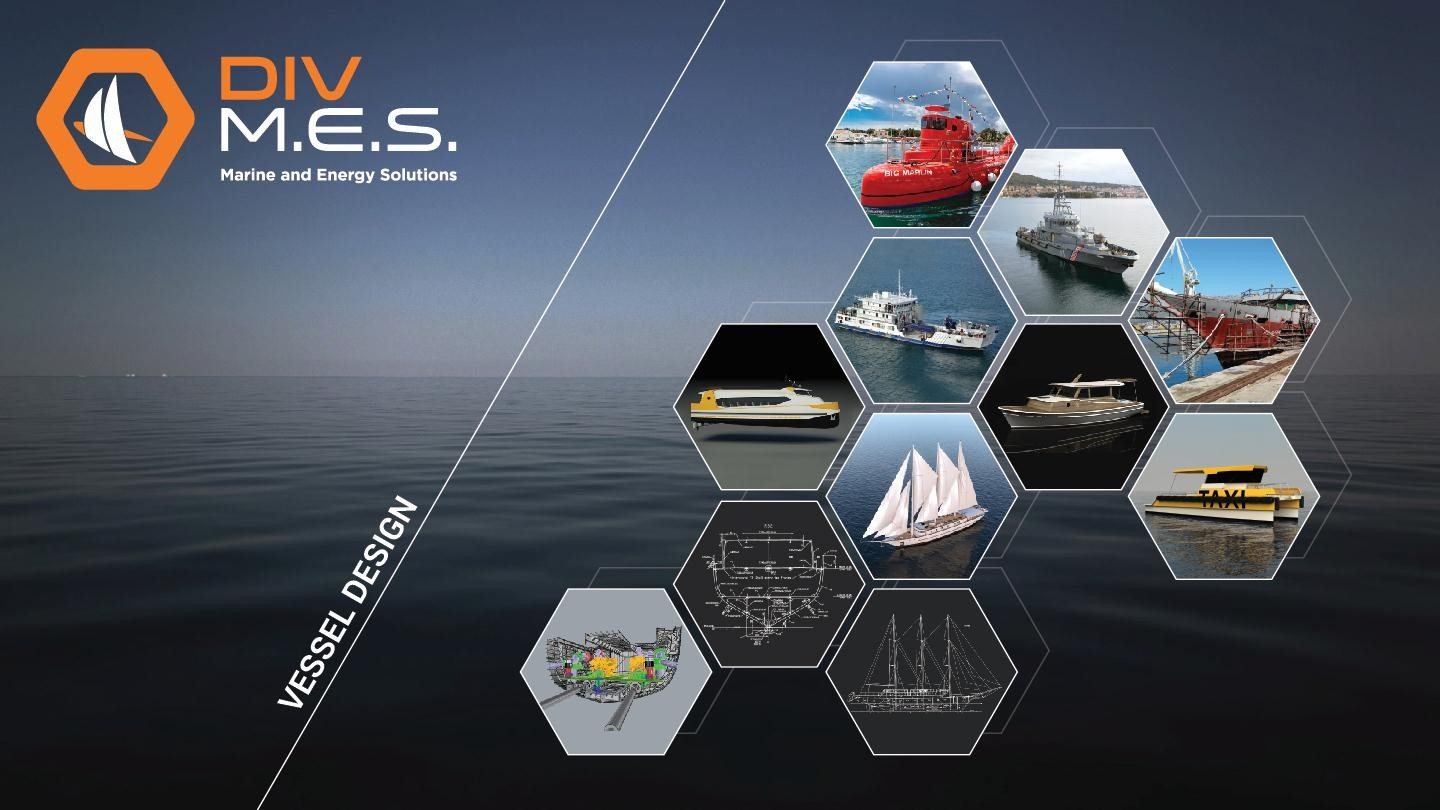 DIV
M.E.S.
Marine and Energy Solutions
VESSEL DESIGN
BIG MARLIN
TAXI